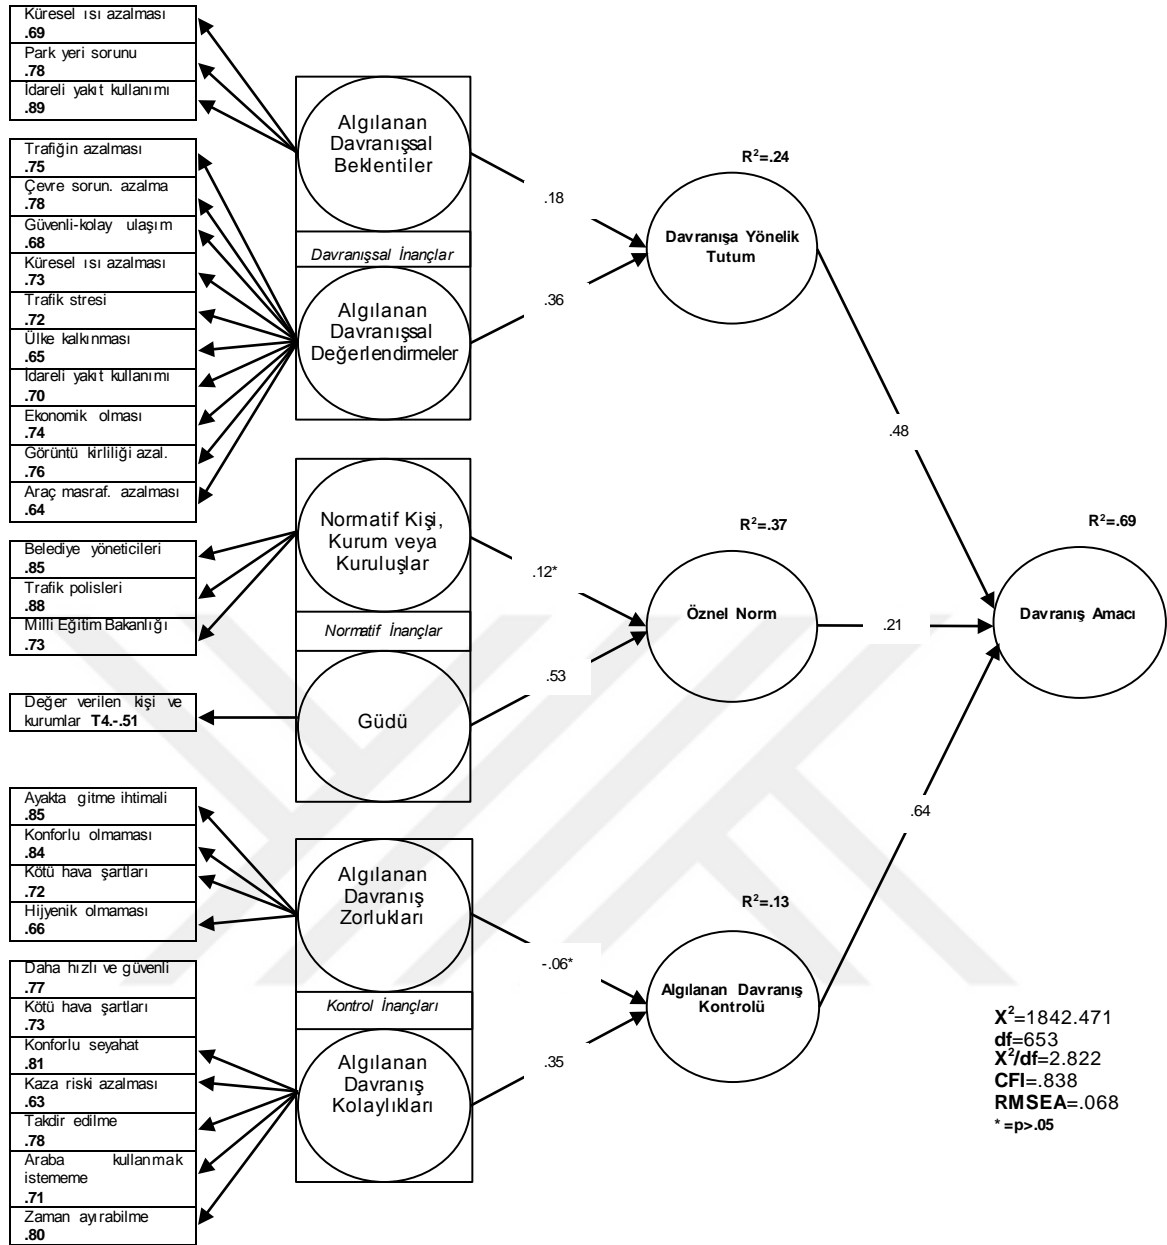 Küresel ısı azalması
.69
Park yeri sorunu
.78
İdareli yakıt kullanımı
.89
Trafiğin azalması
.75
Çevre sorun. azalma
.78
Güvenli-kolay ulaşım
.68
Küresel ısı azalması
.73
Trafik stresi
.72
Ülke kalkınması
.65
İdareli yakıt kullanımı
.70
Ekonomik olması
.74
Görüntü kirliliği azal.
.76
Araç masraf. azalması
.64
Belediye yöneticileri
.85
Trafik polisleri
.88
Milli Eğitim Bakanlığı
.73
Değer verilen kişi ve
kurumlar T4.-.51
Ayakta gitme ihtimali
.85
Konforlu olmaması
.84
Kötü hava şartları
.72
Hijyenik olmaması
.66
Daha hızlı ve güvenli
.77
Kötü hava şartları
.73
Konforlu seyahat
.81
Kaza riski azalması
.63
Takdir edilme
.78
Araba kullanmak
istememe
.71
Zaman ayırabilme
.80
Algılanan
Davranışsal
Beklentiler
Davranışsal İnançlar
Algılanan
Davranışsal
Değerlendirmeler
Normatif Kişi,
Kurum veya
Kuruluşlar
Normatif İnançlar
Güdü
Algılanan
Davranış
Zorlukları
Kontrol İnançları
Algılanan
Davranış
Kolaylıkları
.18
.36
.12*
.53
-.06*
.35
R²=.24
Davranışa Yönelik
Tutum
R²=.37
Öznel Norm
R²=.13
Algılanan Davranış
Kontrolü
.48
.21
.64
R²=.69
Davranış Amacı
X²=1842.471
df=653
X²/df=2.822
CFI=.838
RMSEA=.068
* =p>.05